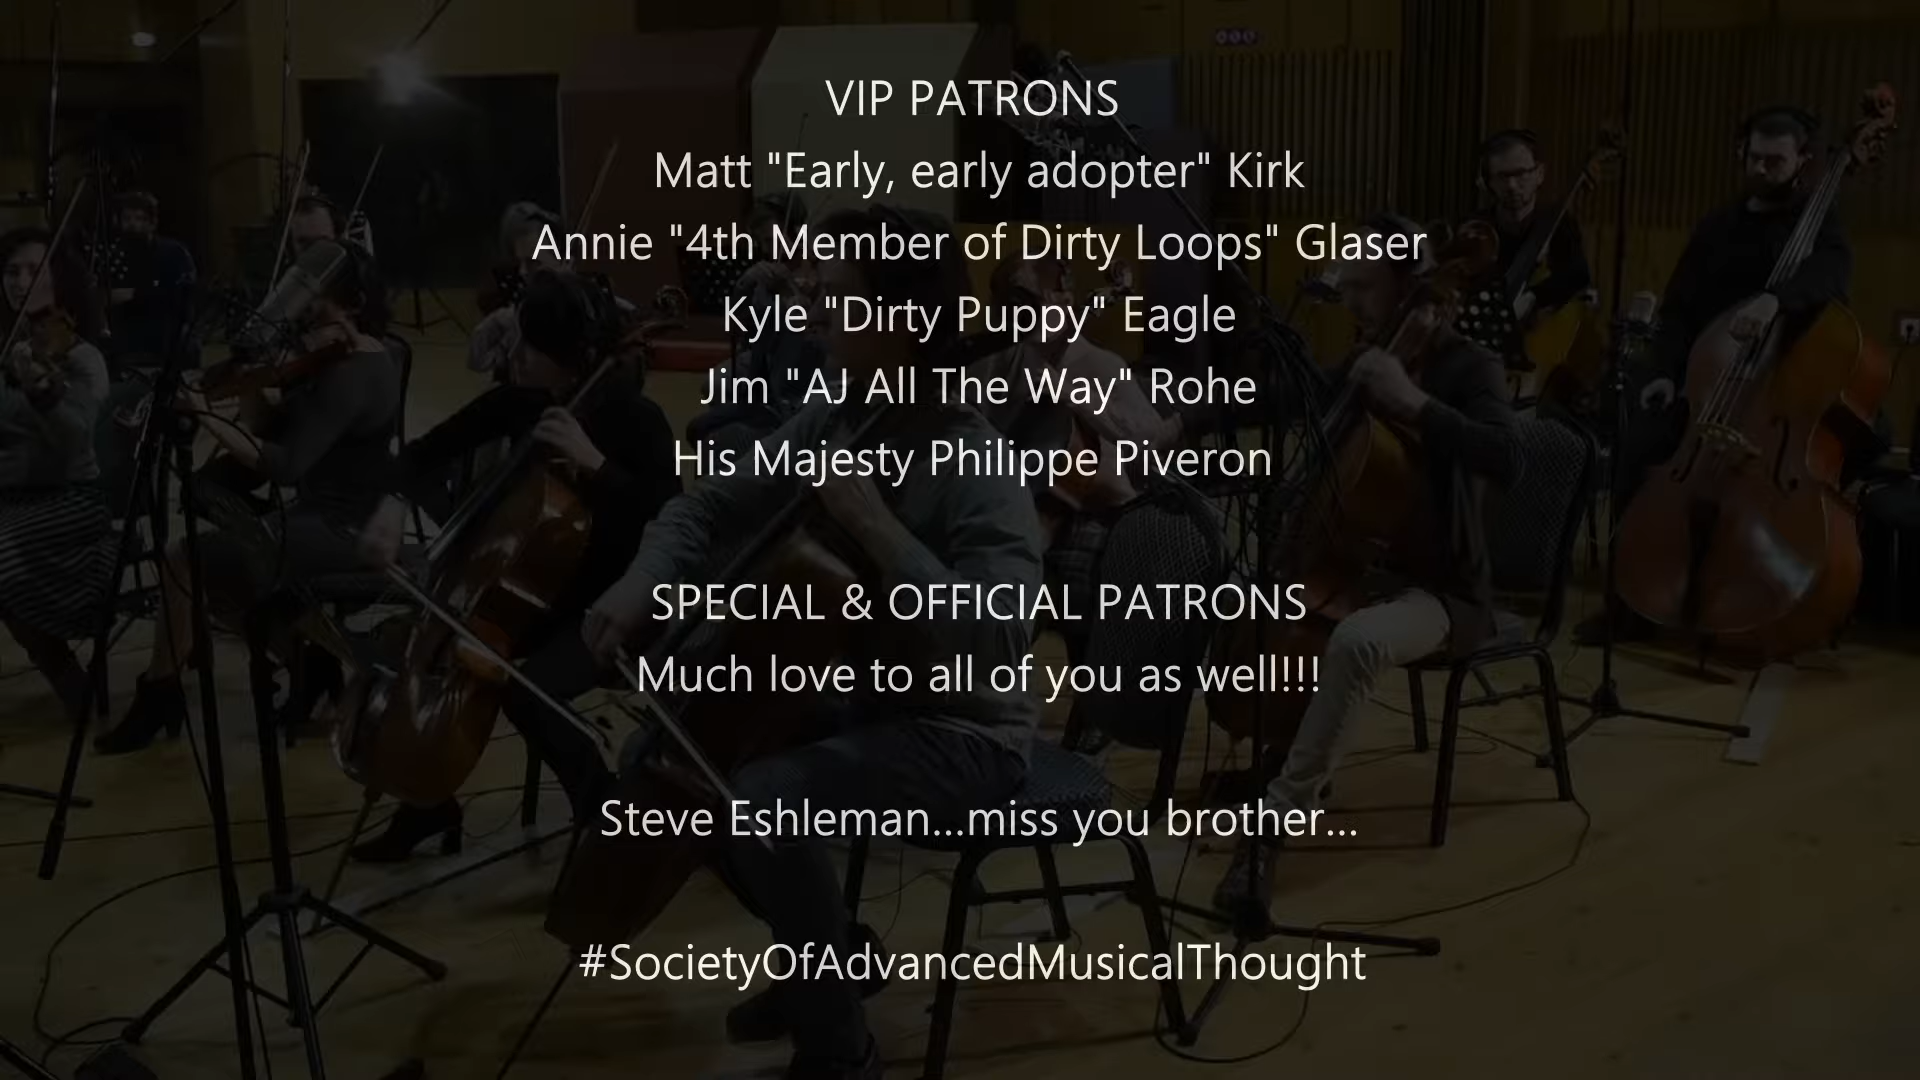 VIP PATRONS
Matt "Early, early adopter" Kirk
Annie "4th Member of Dirty Loops" Glaser
Kyle "Dirty Puppy" Eagle
Jim "AJ All The Way" Rohe
His Majesty Philippe Piveron
SPECIAL & OFFICIAL PATRONS
Much love to all of you as well!!!
Steve Eshleman...miss you brother...
#SocietyOfAdvancedMusicalThought